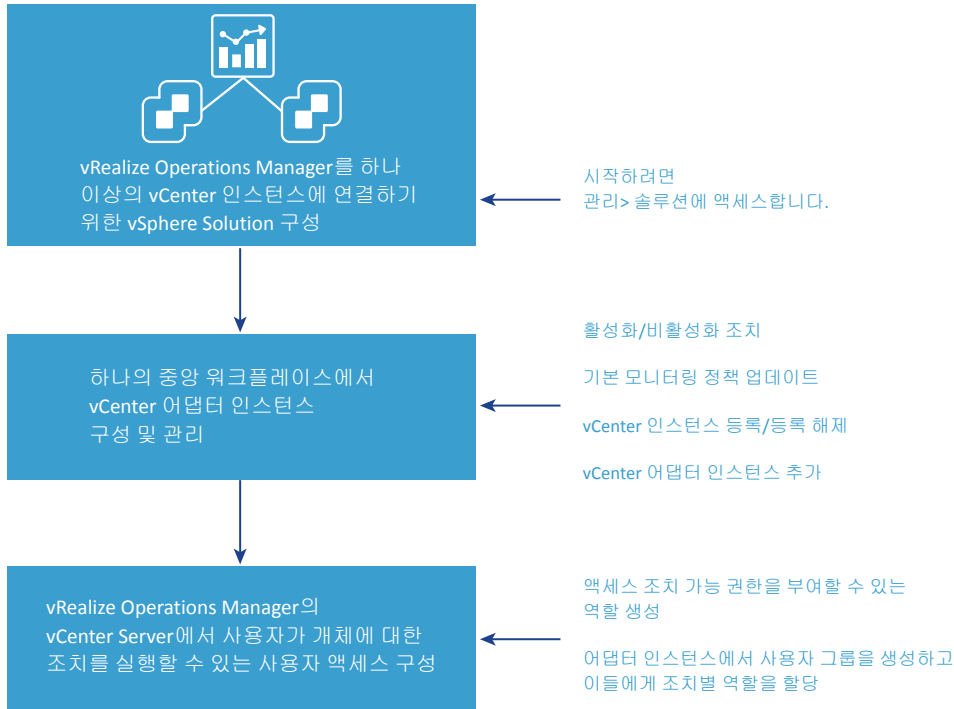 vRealize Operations Manager를 하나
이상의 vCenter 인스턴스에 연결하기
위한 vSphere Solution 구성
시작하려면
관리> 솔루션에 액세스합니다.
하나의 중앙 워크플레이스에서
vCenter 어댑터 인스턴스
구성 및 관리
활성화/비활성화 조치
기본 모니터링 정책 업데이트
vCenter 인스턴스 등록/등록 해제
vCenter 어댑터 인스턴스 추가
vRealize Operations Manager의
vCenter Server에서 사용자가 개체에 대한
조치를 실행할 수 있는 사용자 액세스 구성
액세스 조치 가능 권한을 부여할 수 있는
역할 생성
어댑터 인스턴스에서 사용자 그룹을 생성하고
이들에게 조치별 역할을 할당